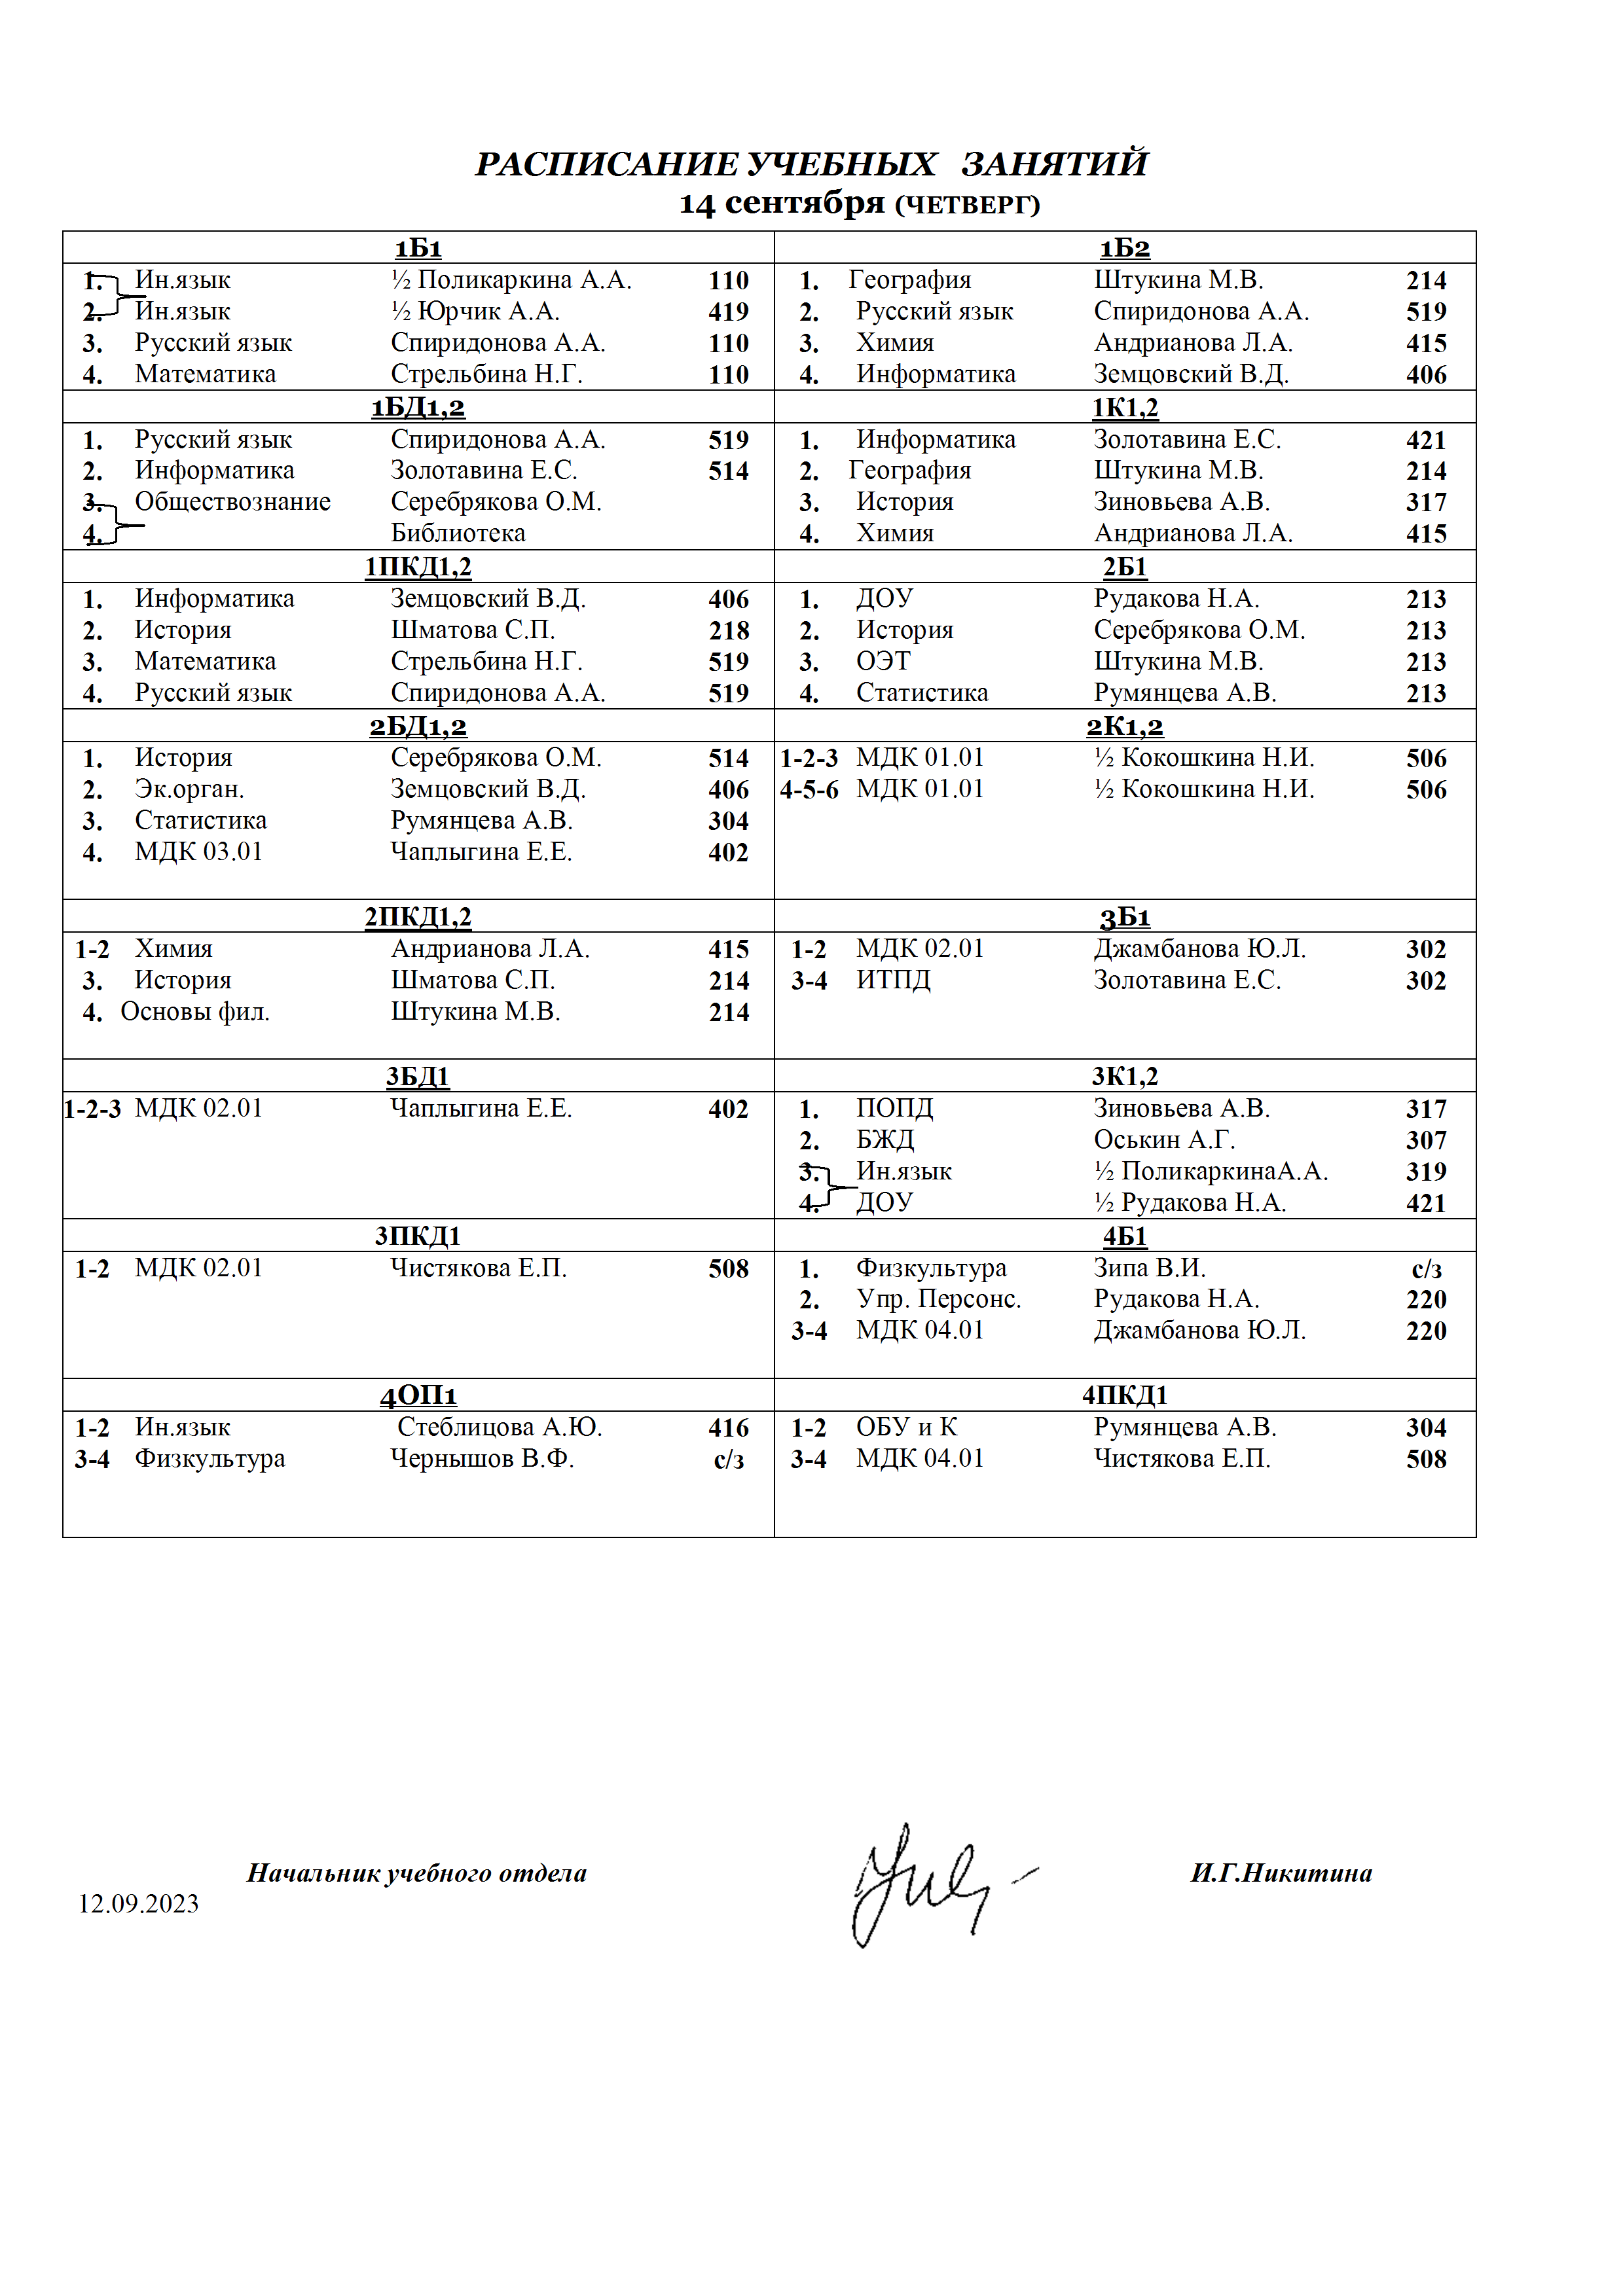 РАСПИСАНИЕ УЧЕБНЫХ ЗАНЯТИЙ
14 сентября (ЧЕТВЕРГ)
1Б1
1. Ин.язык ½ Поликаркина А.А. 110
2. Ин.язык ½ Юрчик А.А. 419
3. Русский язык Спиридонова А.А. 110
4. Математика Стрельбина Н.Г. 110
1Б2
1. География Штукина М.В. 214
2. Русский язык Спиридонова А.А. 519
3. Химия Андрианова Л.А. 415
4. Информатика Земцовский В.Д. 406
1БД1,2
1. Русский язык Спиридонова А.А. 519
2. Информатика Золотавина Е.С. 514
3. Обществознание Серебрякова О.М.
4. Библиотека
1К1,2
1. Информатика Золотавина Е.С. 421
2. География Штукина М.В. 214
3. История Зиновьева А.В. 317
4. Химия Андрианова Л.А. 415
1ПКД1,2
1. Информатика Земцовский В.Д. 406
2. История Шматова С.П. 218
3. Математика Стрельбина Н.Г. 519
4. Русский язык Спиридонова А.А. 519
2Б1
1. ДОУ Рудакова Н.А. 213
2. История Серебрякова О.М. 213
3. ОЭТ Штукина М.В. 213
4. Статистика Румянцева А.В. 213
2БД1,2
1. История Серебрякова О.М. 514
2. Эк.орган. Земцовский В.Д. 406
3. Статистика Румянцева А.В. 304
4. МДК 03.01 Чаплыгина Е.Е. 402
2К1,2
1-2-3 МДК 01.01 ½ Кокошкина Н.И. 506
4-5-6 МДК 01.01 ½ Кокошкина Н.И. 506
2ПКД1,2
1-2 Химия Андрианова Л.А. 415
3. История Шматова С.П. 214
4. Основы фил. Штукина М.В. 214
3Б1
1-2 МДК 02.01 Джамбанова Ю.Л. 302
3-4 ИТПД Золотавина Е.С. 302
3БД1
1-2-3 МДК 02.01 Чаплыгина Е.Е. 402
3К1,2
1. ПОПД Зиновьева А.В. 317
2. БЖД Оськин А.Г. 307
3. Ин.язык ½ ПоликаркинаА.А. 319
4. ДОУ ½ Рудакова Н.А. 421
3ПКД1
1-2 МДК 02.01 Чистякова Е.П. 508
4Б1
1. Физкультура Зипа В.И. с/з
2. Упр. Персонс. Рудакова Н.А. 220
3-4 МДК 04.01 Джамбанова Ю.Л. 220
4ОП1
1-2 Ин.язык Стеблицова А.Ю. 416
3-4 Физкультура Чернышов В.Ф. с/з
4ПКД1
1-2 ОБУ и К Румянцева А.В. 304
3-4 МДК 04.01 Чистякова Е.П. 508
Начальник учебного отдела И.Г.Никитина
12.09.2023